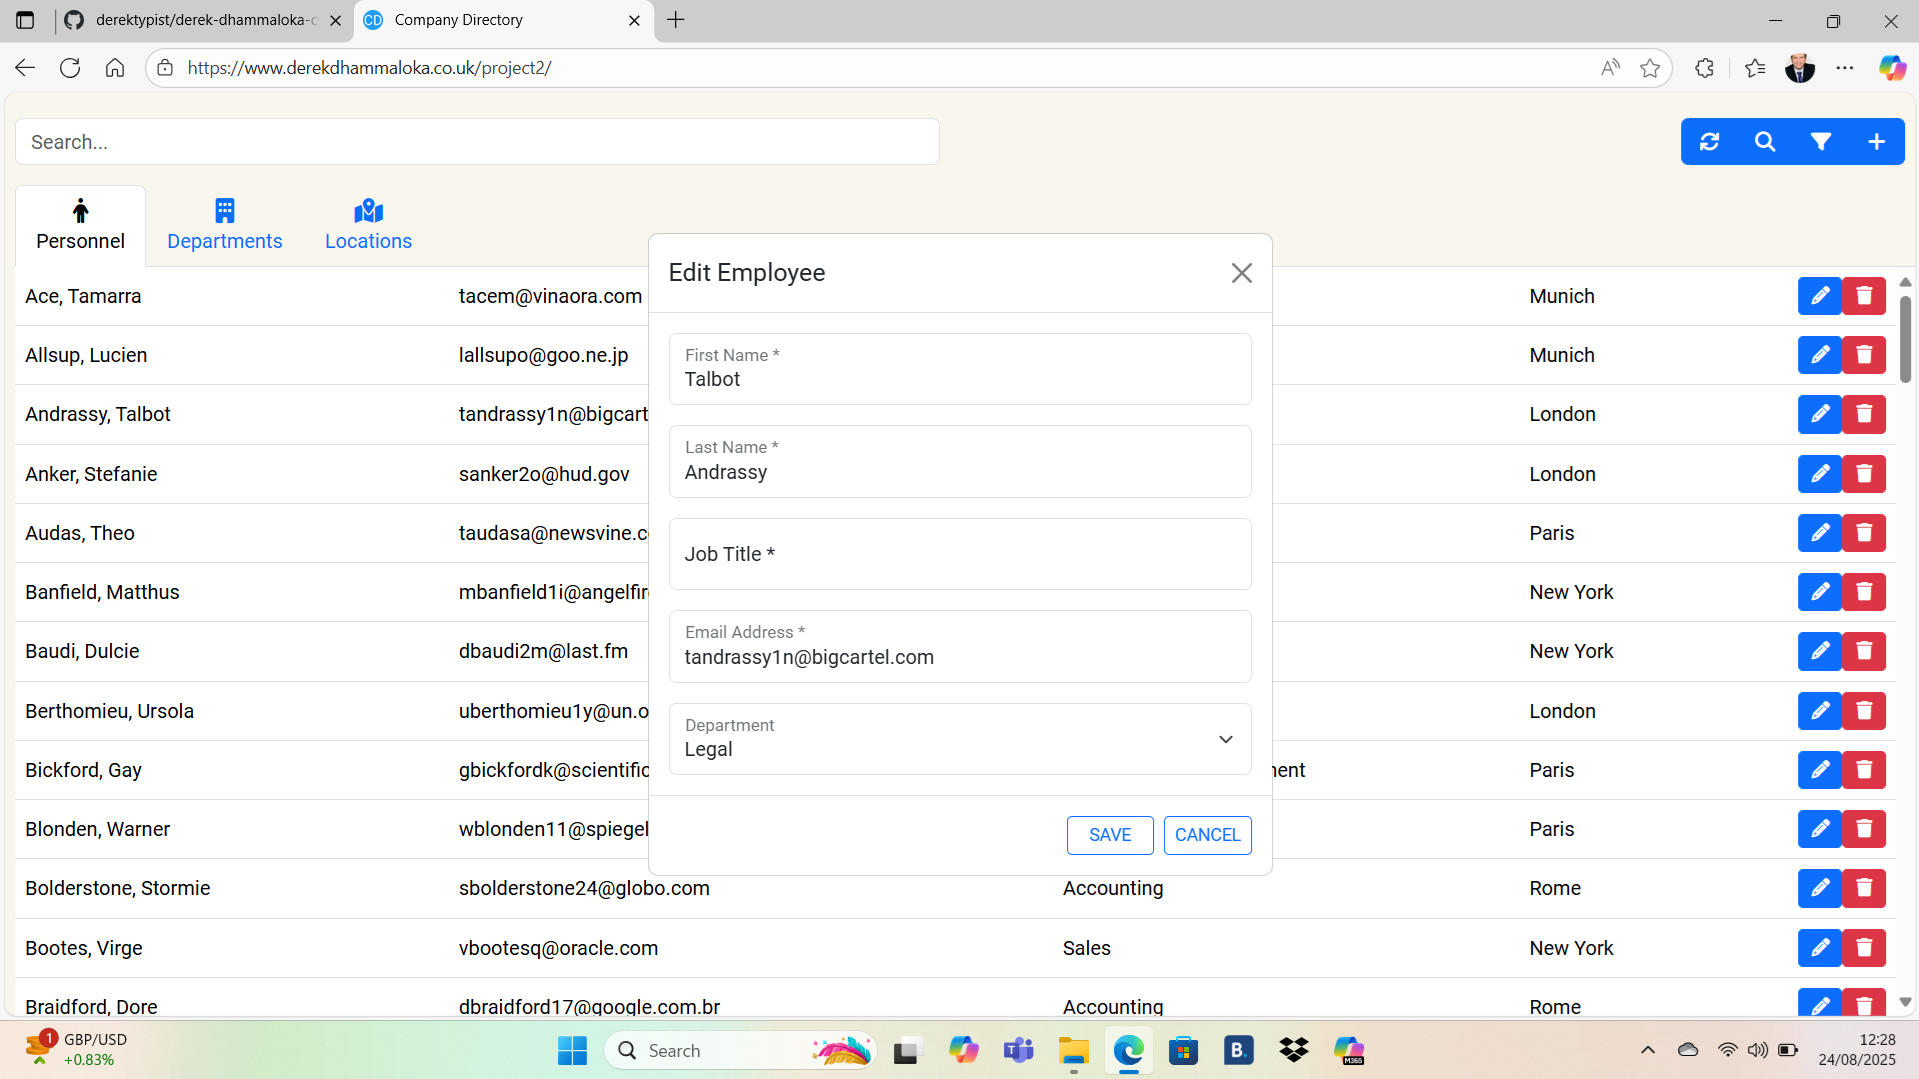 derektypist/derek-dhammaloka-c
CD Company Directory
https://www.derekdhammaloka.co.uk/project2/
Search...
Personnel
Departments
Locations
Edit Employee
Ace, Tamarra tacem@vinaora.com Munich
Allsup, Lucien lallsupo@goo.ne.jp Munich
Andrassy, Talbot tandrassy1n@bigcart London
Anker, Stefanie sanker2o@hud.gov London
Audas, Theo taudasa@newsvine.c Paris
Banfield, Matthus mbanfield1i@angelfir New York
Baudi, Dulcie dbaudi2m@last.fm New York
Berthomieu, Ursola uberthomieu1y@un.o London
Bickford, Gay gbickfordk@scientific ent Paris
Blonden, Warner wblonden11@spiegel Paris
Bolderstone, Stormie sbolderstone24@globo.com Accounting Rome
Bootes, Virge vbootesq@oracle.com Sales New York
Braidford, Dore dbraidford17@google.com.br Accounting Rome
First Name *
Talbot
Last Name *
Andrassy
Job Title *
Email Address *
tandrassy1n@bigcartel.com
Department
Legal
SAVE
CANCEL
1
GBP/USD
+0.83%
Search
B.
M365
12:28
24/08/2025